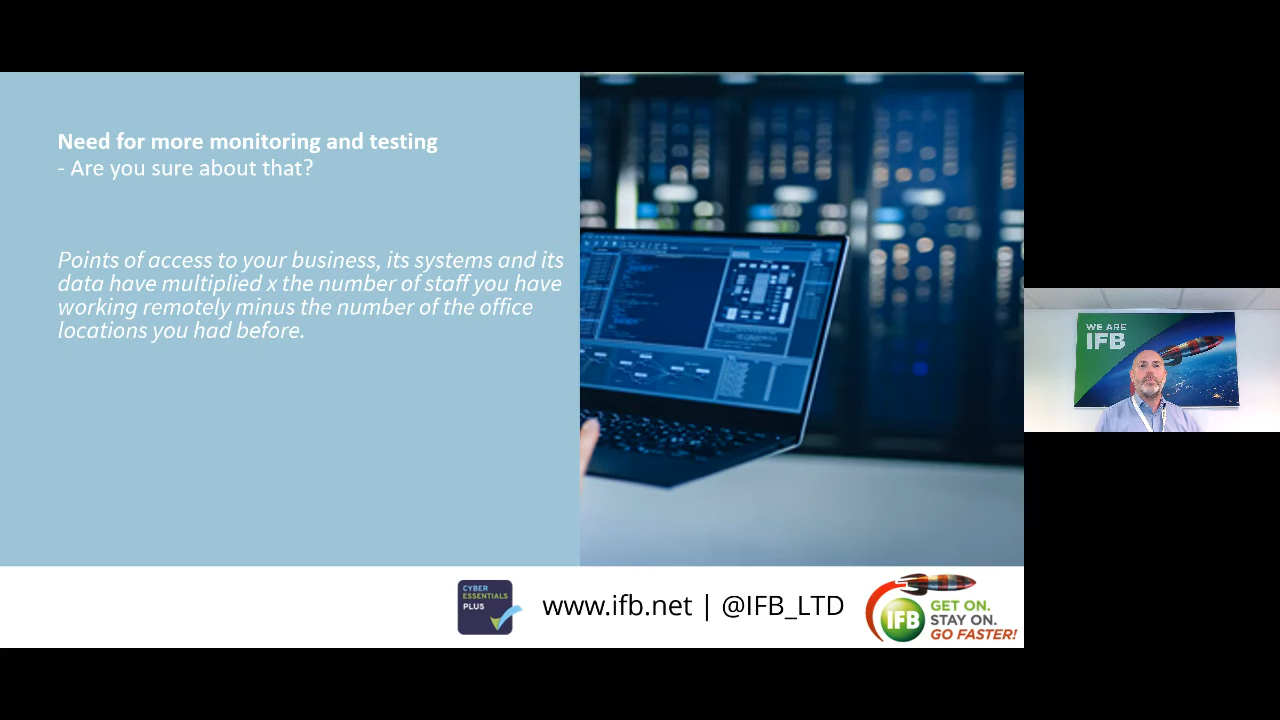 Need for more monitoring and testing
- Are you sure about that?
Points of access to your business, its systems and its
data have multiplied x the number of staff you have
working remotely minus the number of the office
locations you had before.
WE ARE
IFB
CYBER
ESSENTIALS
PLUS
www.ifb.net | @IFB_LTD
IFB
GET ON.
STAY ON.
GO FASTER!